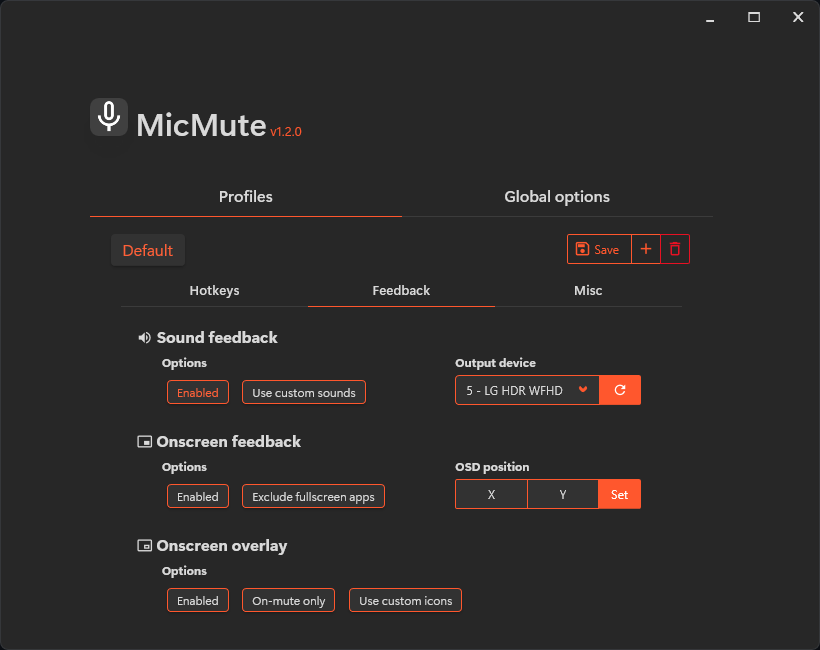 MicMute v1.2.0
Profiles Global options
Default Save
Hotkeys Feedback Misc
Sound feedback
Options Output device
Enabled Use custom sounds 5 - LG HDR WFHD
Onscreen feedback
Options OSD position
Enabled Exclude fullscreen apps X Y Set
Onscreen overlay
Options
Enabled On-mute only Use custom icons